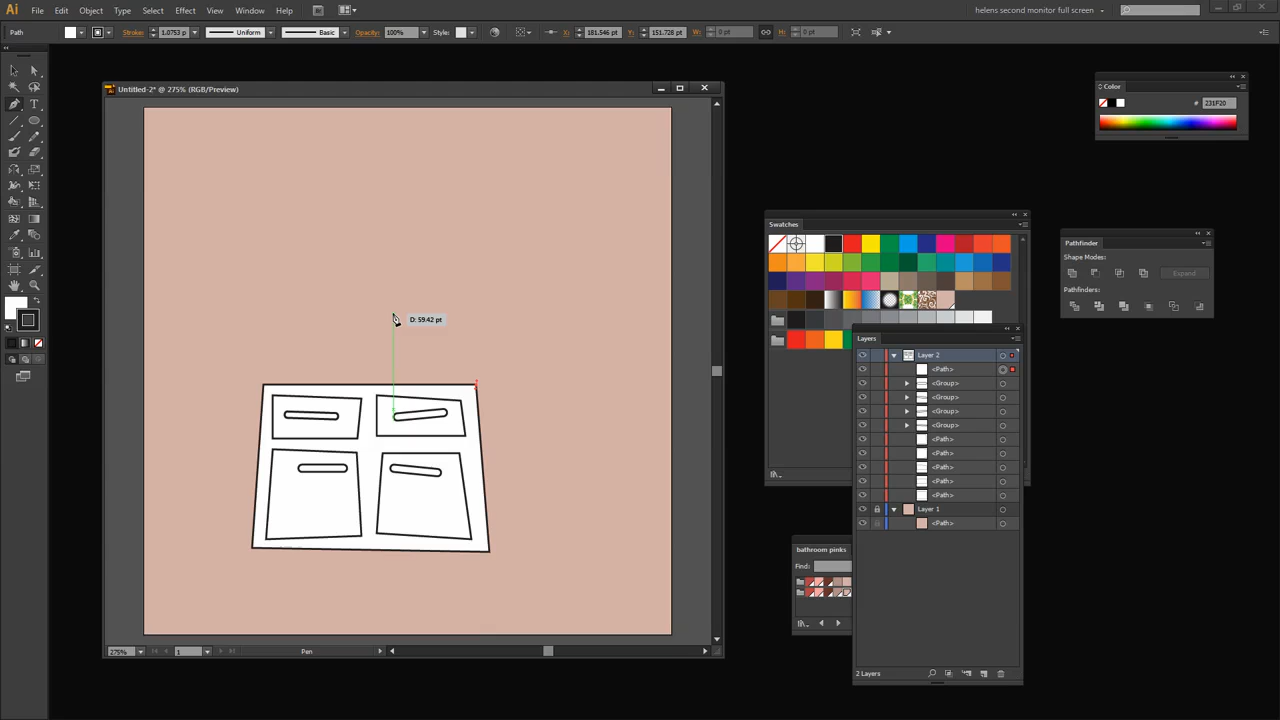 Ai File Edit Object Type Select Effect View Window Help Br helens second monitor full screen
Path Stroke: 1.0753 p Uniform Basic Opacity: 100% Style: X: 181.546 pt Y: 151.728 pt W: 0 pt H: 0 pt
Untitled-2* @ 275% (RGB/Preview)
D: 59.42 pt
275% 1 Pen
Color
# 231F20
Swatches
Pathfinder
Shape Modes:
Expand
Pathfinders:
Layers
Layer 2
<Path>
<Group>
<Group>
<Group>
<Group>
<Path>
<Path>
<Path>
<Path>
<Path>
Layer 1
<Path>
2 Layers
bathroom pinks
Find: